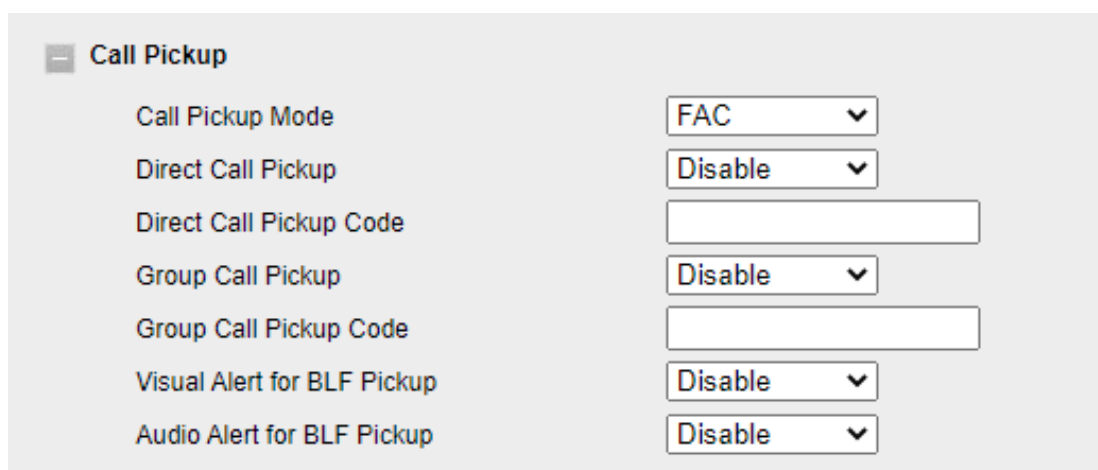 Call Pickup
Call Pickup Mode FAC
Direct Call Pickup Disable
Direct Call Pickup Code
Group Call Pickup Disable
Group Call Pickup Code
Visual Alert for BLF Pickup Disable
Audio Alert for BLF Pickup Disable